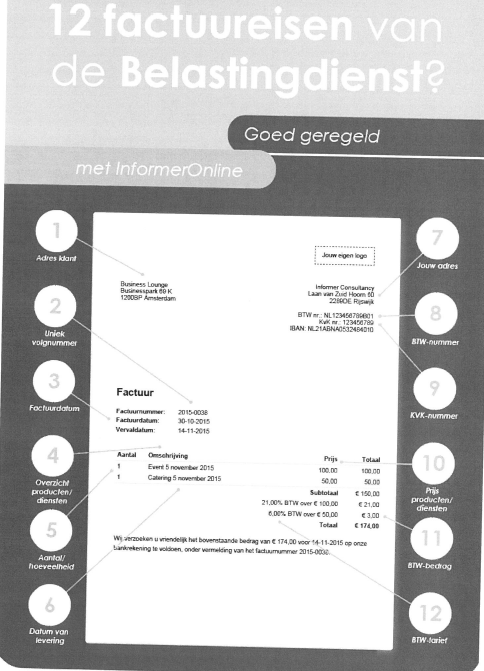 12 factuureisen van
de Belastingdienst?
Goed geregeld
met InformerOnline
1
Adres klant
2
Uniek
volgnummer
3
Factuurdatum
4
Overzicht
producten/
diensten
5
Aantal/
hoeveelheid
6
Datum van
levering
Jouw eigen logo
Business Lounge
Businesspark 69 K
1200BP Amsterdam
Informer Consultancy
Laan van Zuid Hoorn 60
2289DE Rijswijk
BTW nr.: NL123456789B01
KvK nr.: 123456789
IBAN: NL21ABNA0532484010
Factuur
Factuurnummer: 2015-0038
Factuurdatum: 30-10-2015
Vervaldatum: 14-11-2015
Aantal Omschrijving Prijs Totaal
1 Event 5 november 2015 100,00 100,00
1 Catering 5 november 2015 50,00 50,00
Subtotaal € 150,00
21,00% BTW over € 100,00 € 21,00
6,00% BTW over € 50,00 € 3,00
Totaal € 174,00
Wij verzoeken u vriendelijk het bovenstaande bedrag van € 174,00 voor 14-11-2015 op onze
bankrekening te voldoen, onder vermelding van het factuurnummer 2015-0038.
7
Jouw adres
8
BTW-nummer
9
KVK-nummer
10
Prijs
producten/
diensten
11
BTW-bedrag
12
BTW-tarief